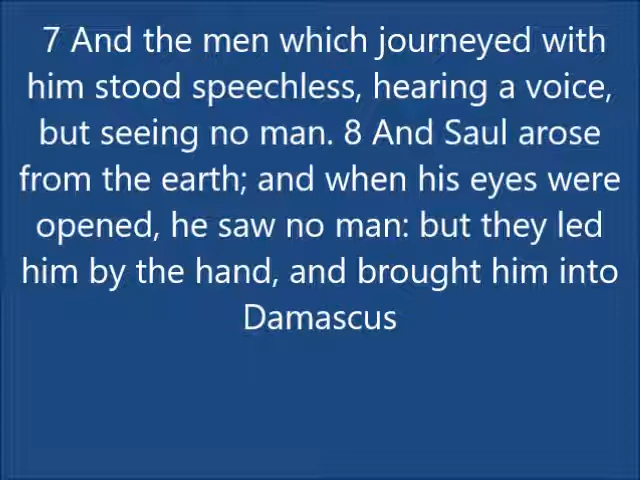 7 And the men which journeyed with
him stood speechless, hearing a voice,
but seeing no man. 8 And Saul arose
from the earth; and when his eyes were
opened, he saw no man: but they led
him by the hand, and brought him into
Damascus